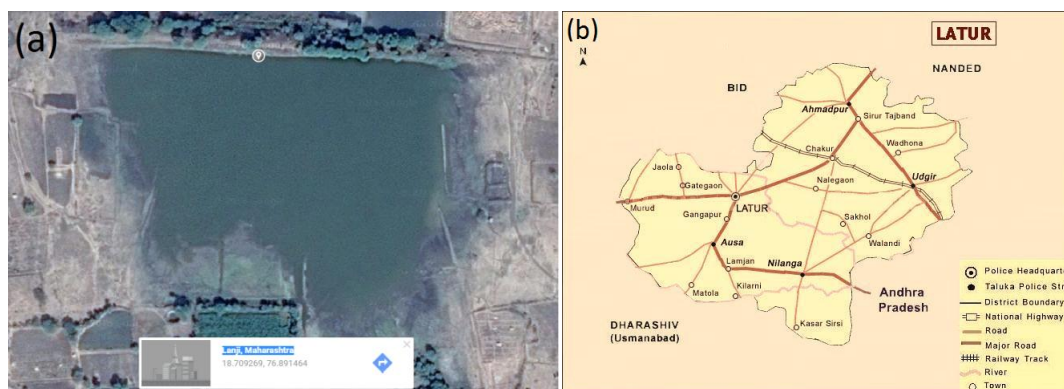 (a)
Lanji, Maharashtra
18.709269, 76.891464
(b)
LATUR
N
NANDED
BID
Ahmadpur
Sirur Tajband
Wadhona
Chakur
Jaola
Gategaon
Nalegaon
Udgir
Murud
LATUR
Gangapur
Sakhol
Walandi
Ausa
Lamjan
Nilanga
Matola
Kilarni
Andhra
Pradesh
Kasar Sirsi
DHARASHIV
(Usmanabad)
Police Headquarte
Taluka Police Stn
District Boundary
National Highway
Road
Major Road
Railway Track
River
Town